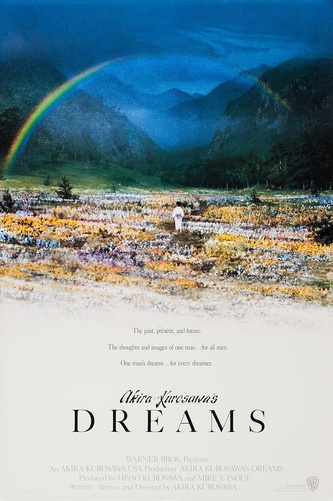 The past, present, and future.
The thoughts and images of one man...for all men.
One man's dreams...for every dreamer.
Akira Kurosawa's
DREAMS
WARNER BROS. Presents
An AKIRA KUROSAWA USA Production AKIRA KUROSAWA'S DREAMS
Produced by HISAO KUROSAWA and MIKE Y. INOUE
Written and Directed by AKIRA KUROSAWA